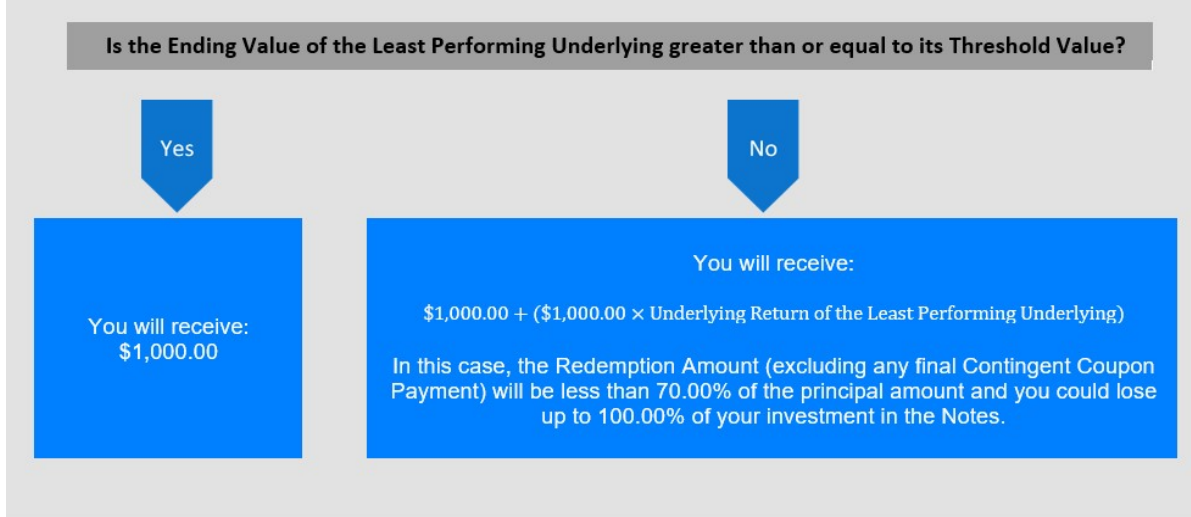 Is the Ending Value of the Least Performing Underlying greater than or equal to its Threshold Value?
Yes
No
You will receive:
$1,000.00
You will receive:
$1,000.00 + ($1,000.00 × Underlying Return of the Least Performing Underlying)
In this case, the Redemption Amount (excluding any final Contingent Coupon
Payment) will be less than 70.00% of the principal amount and you could lose
up to 100.00% of your investment in the Notes.